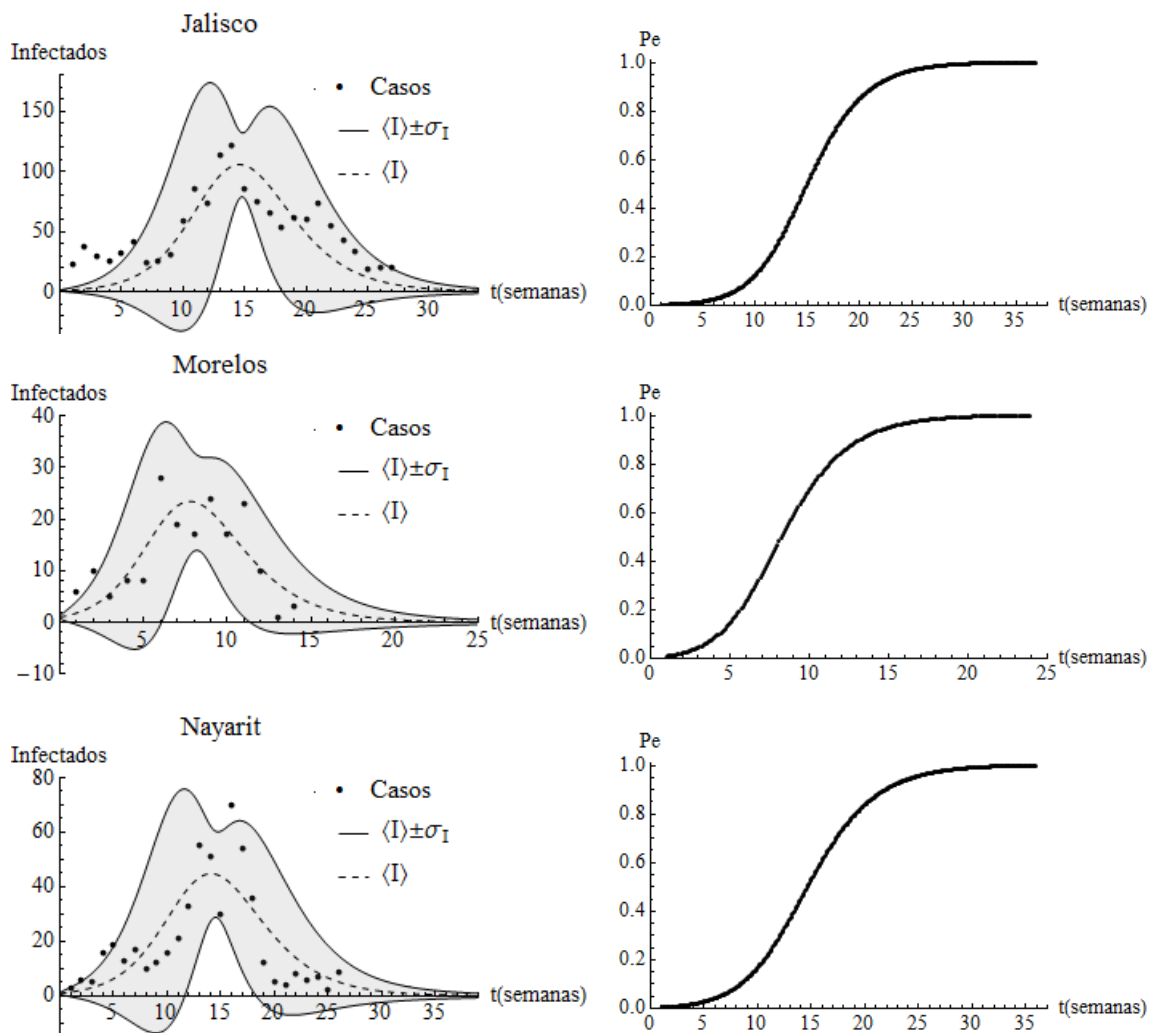 Jalisco
Infectados
150
100
50
0
5 10 15 20 25 30
t(semanas)
• Casos
— ⟨I⟩±σI
--- ⟨I⟩
Pe
1.0
0.8
0.6
0.4
0.2
0.0
0 5 10 15 20 25 30 35
t(semanas)
Morelos
Infectados
40
30
20
10
0
−10
5 10 15 20 25
t(semanas)
• Casos
— ⟨I⟩±σI
--- ⟨I⟩
Pe
1.0
0.8
0.6
0.4
0.2
0.0
0 5 10 15 20 25
t(semanas)
Nayarit
Infectados
80
60
40
20
0
5 10 15 20 25 30 35
t(semanas)
• Casos
— ⟨I⟩±σI
--- ⟨I⟩
Pe
1.0
0.8
0.6
0.4
0.2
0.0
0 5 10 15 20 25 30 35
t(semanas)